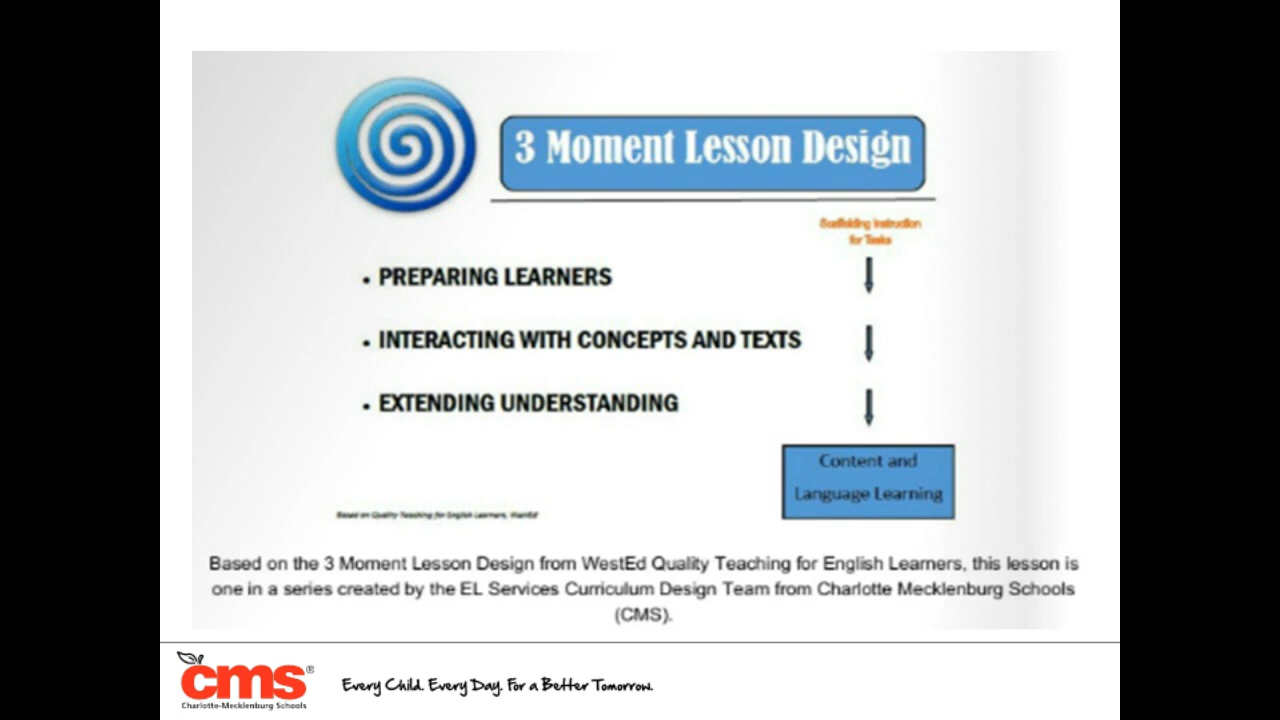 3 Moment Lesson Design
Scaffolding Instruction
for Tasks
• PREPARING LEARNERS
• INTERACTING WITH CONCEPTS AND TEXTS
• EXTENDING UNDERSTANDING
Content and
Language Learning
Based on Quality Teaching for English Learners, WestEd
Based on the 3 Moment Lesson Design from WestEd Quality Teaching for English Learners, this lesson is
one in a series created by the EL Services Curriculum Design Team from Charlotte Mecklenburg Schools
(CMS).
cms®
Charlotte-Mecklenburg Schools
Every Child. Every Day. For a Better Tomorrow.